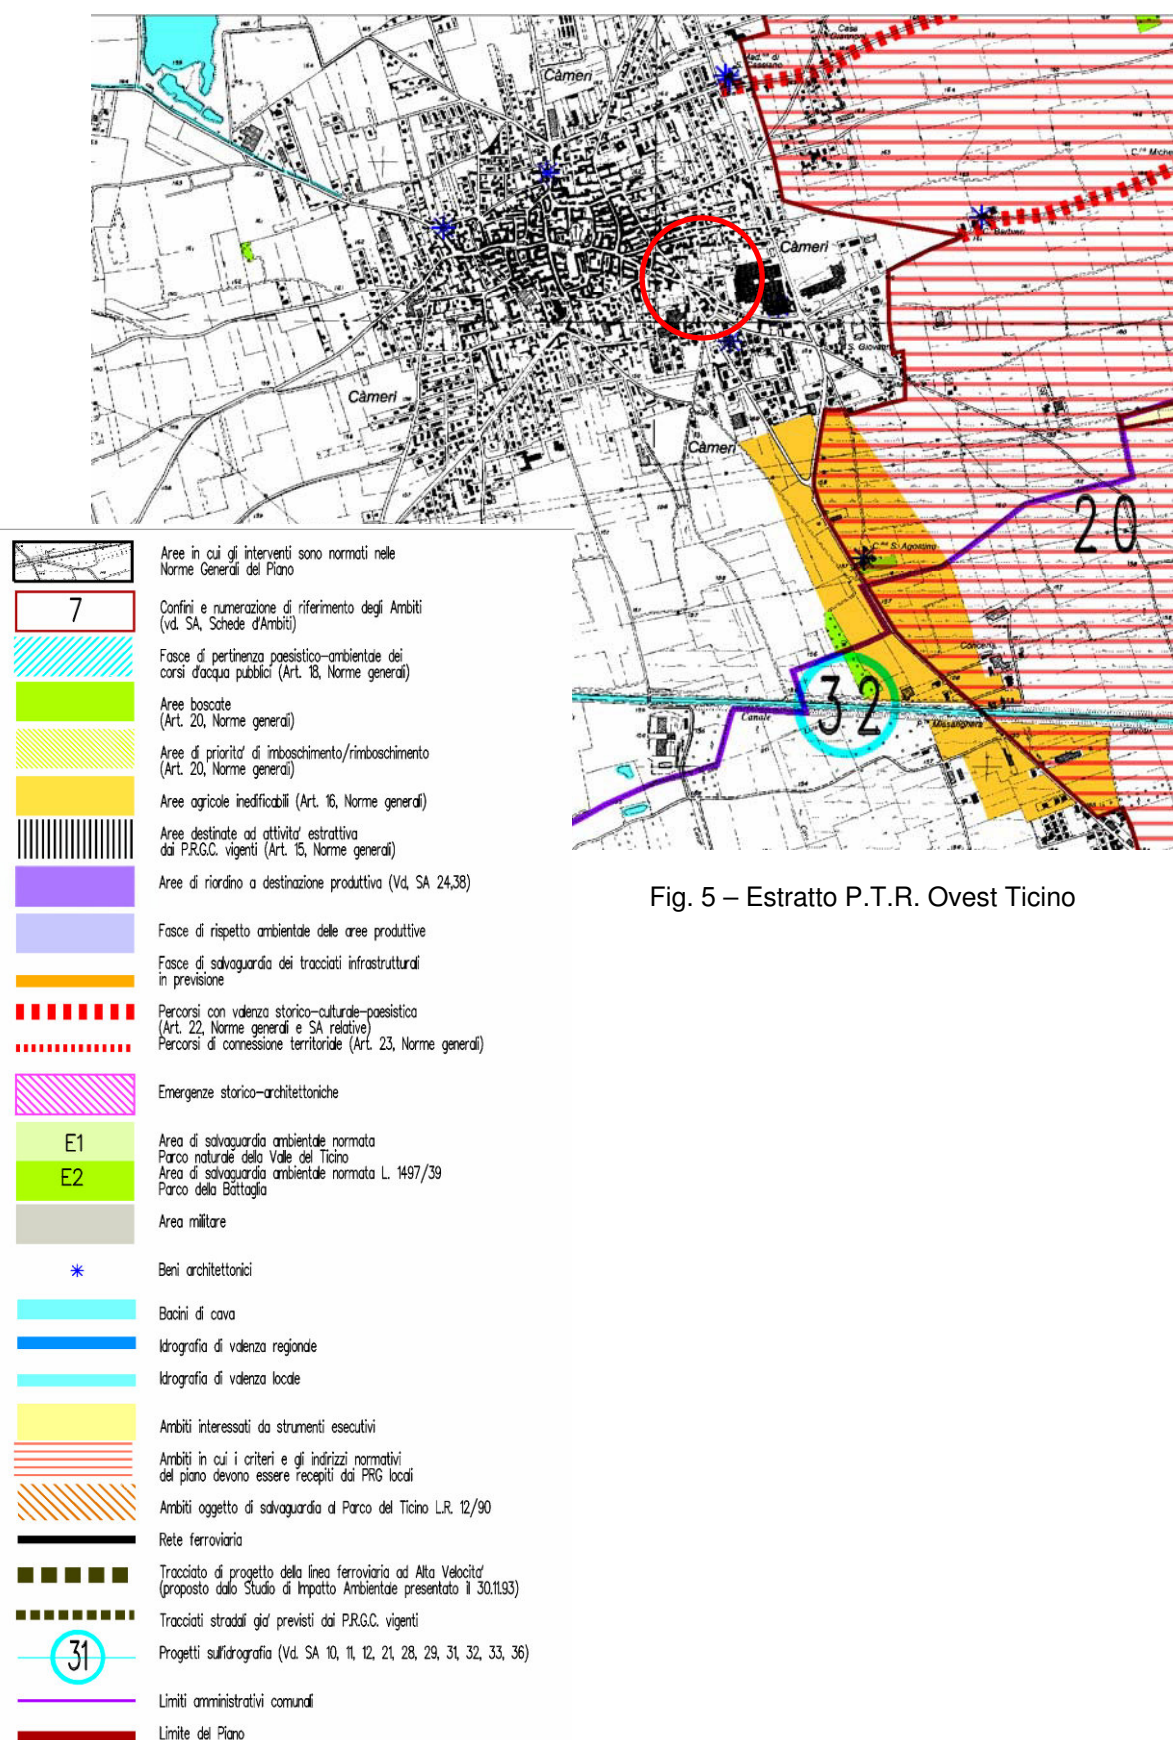 Càmeri
Càmeri
Càmeri
Càmeri
20
32
Canale
Aree in cui gli interventi sono normati nelle
Norme Generali del Piano
7
Confini e numerazione di riferimento degli Ambiti
(vd. SA, Schede d'Ambiti)
Fasce di pertinenza paesistico-ambientale dei
corsi d'acqua pubblici (Art. 18, Norme generali)
Aree boscate
(Art. 20, Norme generali)
Aree di priorita' di imboschimento/rimboschimento
(Art. 20, Norme generali)
Aree agricole inedificabili (Art. 16, Norme generali)
Aree destinate ad attivita' estrattiva
dai P.R.G.C. vigenti (Art. 15, Norme generali)
Aree di riordino a destinazione produttiva (Vd, SA 24,38)
Fasce di rispetto ambientale delle aree produttive
Fasce di salvaguardia dei tracciati infrastrutturali
in previsione
Percorsi con valenza storico-culturale-paesistica
(Art. 22, Norme generali e SA relative)
Percorsi di connessione territoriale (Art. 23, Norme generali)
Emergenze storico-architettoniche
E1
Area di salvaguardia ambientale normata
Parco naturale della Valle del Ticino
E2
Area di salvaguardia ambientale normata L. 1497/39
Parco della Battaglia
Area militare
Beni architettonici
Bacini di cava
Idrografia di valenza regionale
Idrografia di valenza locale
Ambiti interessati da strumenti esecutivi
Ambiti in cui i criteri e gli indirizzi normativi
del piano devono essere recepiti dai PRG locali
Ambiti oggetto di salvaguardia al Parco del Ticino L.R. 12/90
Rete ferroviaria
Tracciato di progetto della linea ferroviaria ad Alta Velocita'
(proposto dallo Studio di Impatto Ambientale presentato il 30.11.93)
Tracciati stradali gia' previsti dai P.R.G.C. vigenti
31
Progetti sull'idrografia (Vd. SA 10, 11, 12, 21, 28, 29, 31, 32, 33, 36)
Limiti amministrativi comunali
Limite del Piano
Fig. 5 – Estratto P.T.R. Ovest Ticino